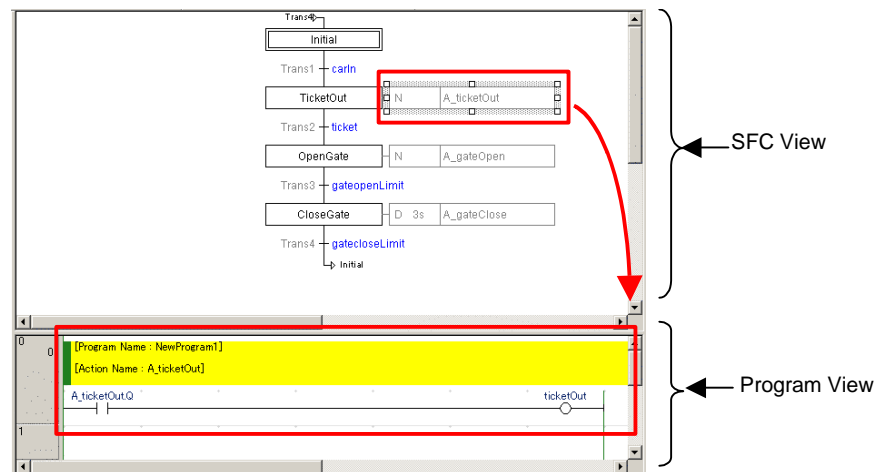 Trans4
Initial
Trans1 carIn
TicketOut N A_ticketOut
Trans2 ticket
SFC View
OpenGate N A_gateOpen
Trans3 gateopenLimit
CloseGate D 3s A_gateClose
Trans4 gatecloseLimit
Initial
0 0 [Program Name : NewProgram1]
[Action Name : A_ticketOut]
Program View
A_ticketOut.Q ticketOut
1